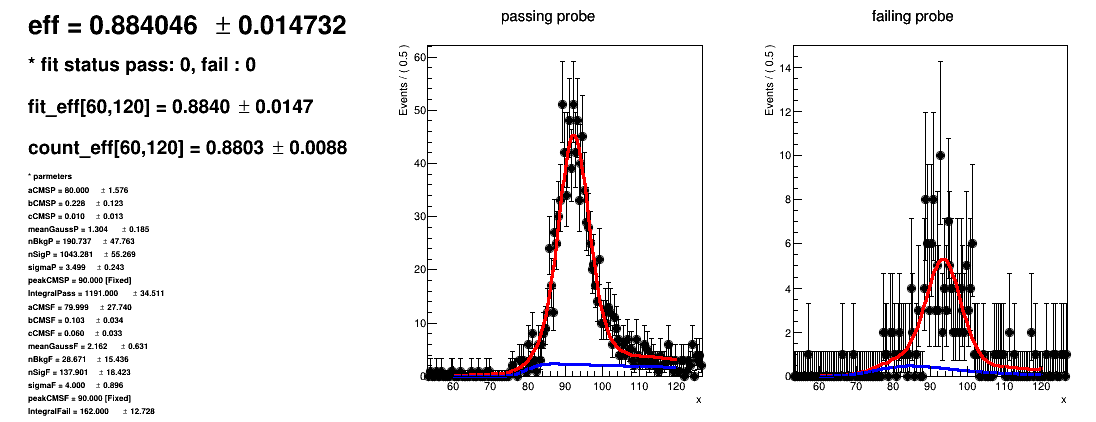 eff = 0.884046 ± 0.014732
* fit status pass: 0, fail : 0
fit_eff[60,120] = 0.8840 ± 0.0147
count_eff[60,120] = 0.8803 ± 0.0088
* parmeters
aCMSP = 80.000 ± 1.576
bCMSP = 0.228 ± 0.123
cCMSP = 0.010 ± 0.013
meanGaussP = 1.304 ± 0.185
nBkgP = 190.737 ± 47.763
nSigP = 1043.281 ± 55.269
sigmaP = 3.499 ± 0.243
peakCMSP = 90.000 [Fixed]
IntegralPass = 1191.000 ± 34.511
aCMSF = 79.999 ± 27.740
bCMSF = 0.103 ± 0.034
cCMSF = 0.060 ± 0.033
meanGaussF = 2.162 ± 0.631
nBkgF = 28.671 ± 15.436
nSigF = 137.901 ± 18.423
sigmaF = 4.000 ± 0.896
peakCMSF = 90.000 [Fixed]
IntegralFail = 162.000 ± 12.728
passing probe
Events / ( 0.5 )
60
50
40
30
20
10
0
60 70 80 90 100 110 120
x
failing probe
Events / ( 0.5 )
14
12
10
8
6
4
2
0
60 70 80 90 100 110 120
x